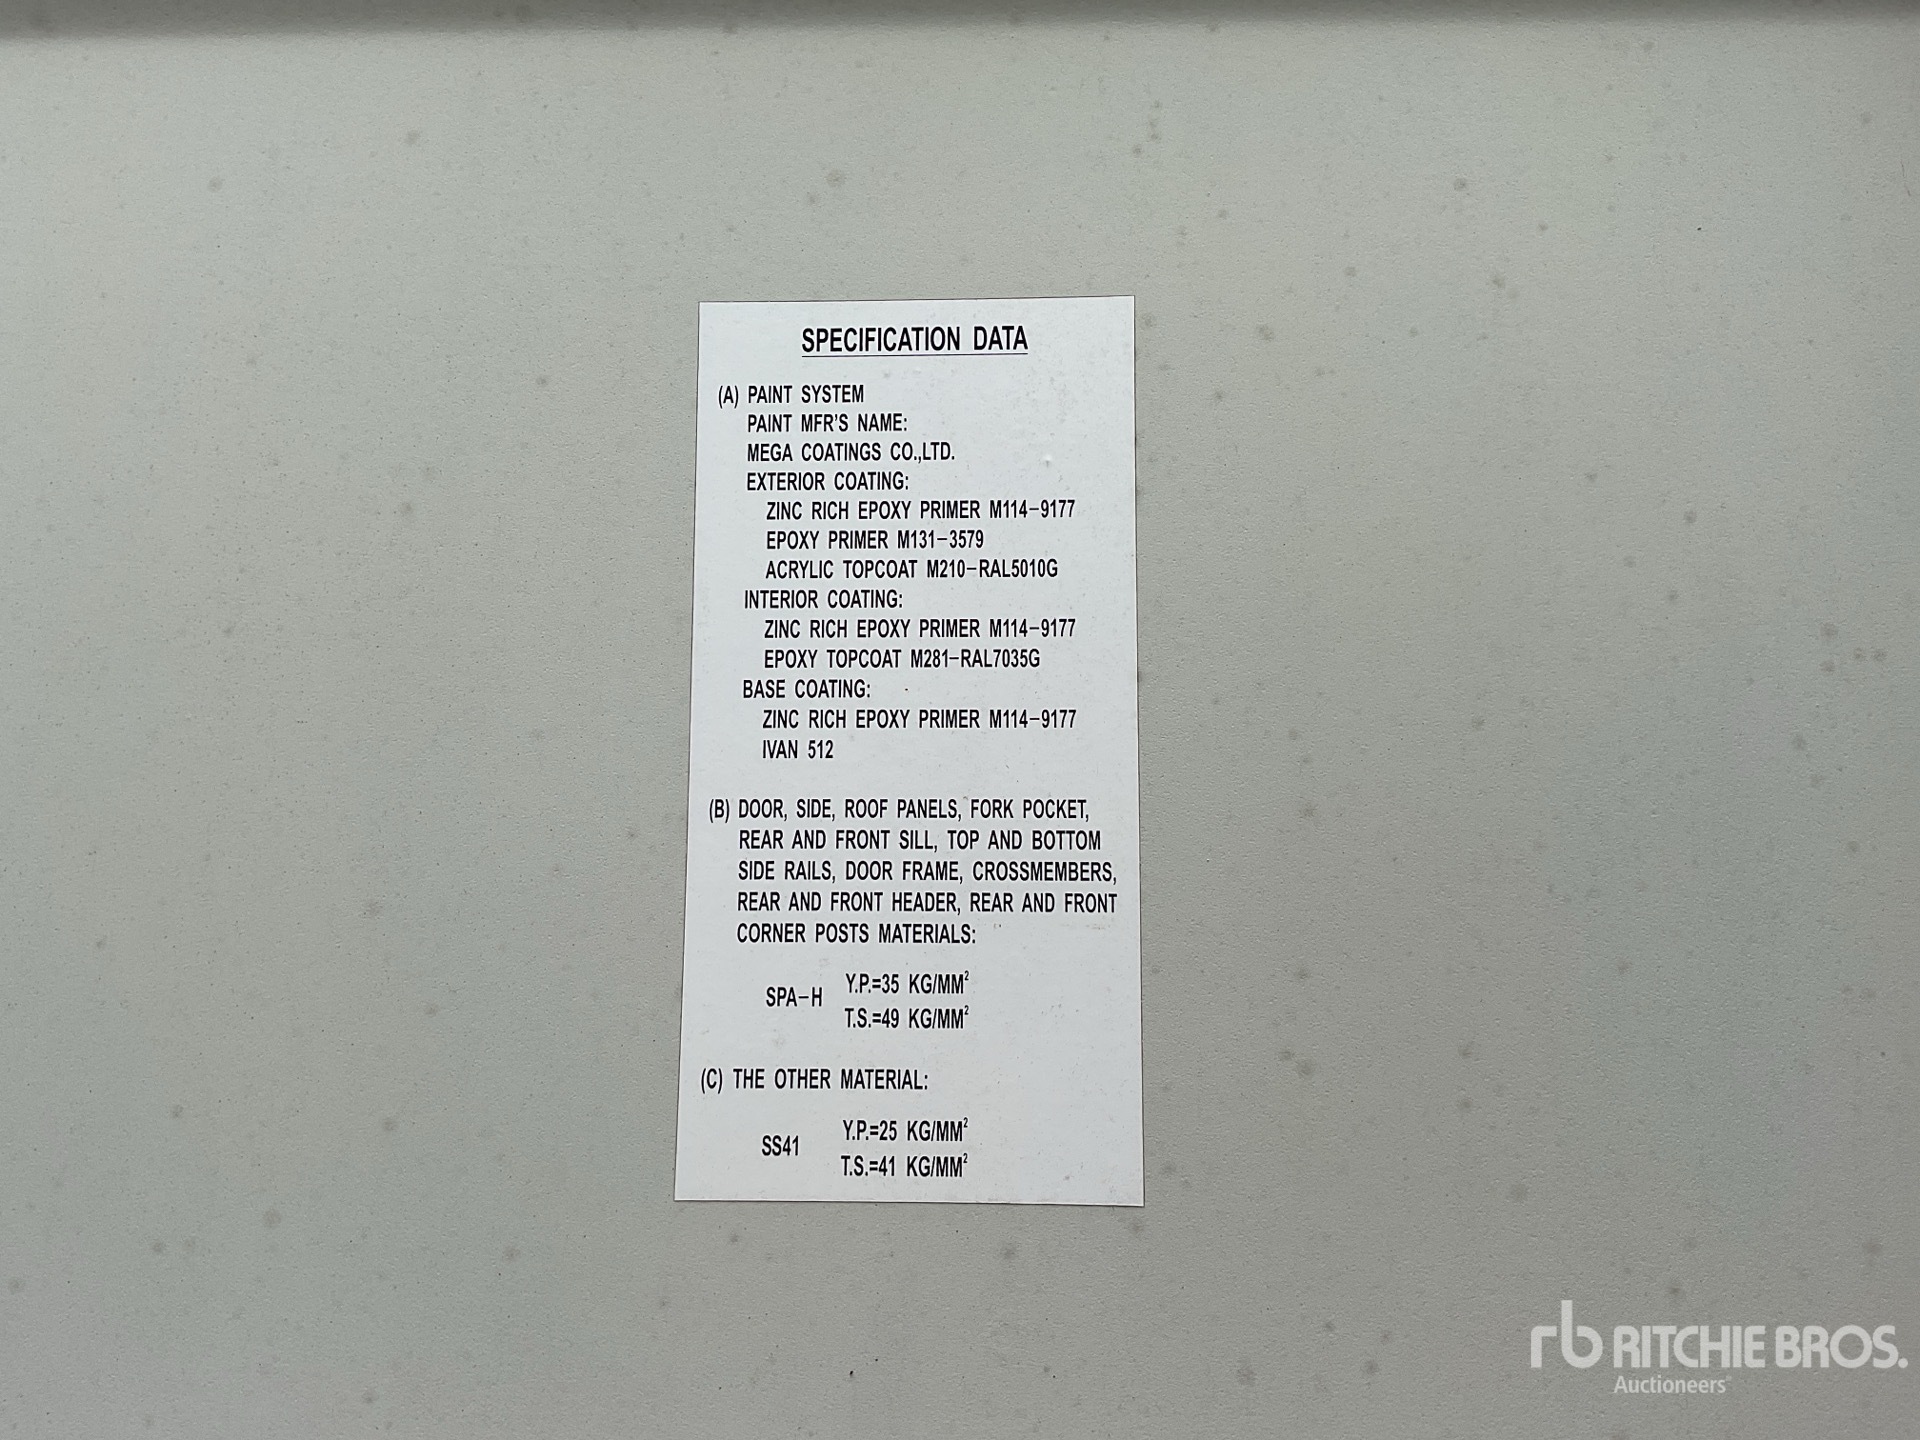 SPECIFICATION DATA
(A) PAINT SYSTEM
PAINT MFR'S NAME:
MEGA COATINGS CO.,LTD.
EXTERIOR COATING:
ZINC RICH EPOXY PRIMER M114-9177
EPOXY PRIMER M131-3579
ACRYLIC TOPCOAT M210-RAL5010G
INTERIOR COATING:
ZINC RICH EPOXY PRIMER M114-9177
EPOXY TOPCOAT M281-RAL7035G
BASE COATING:
ZINC RICH EPOXY PRIMER M114-9177
IVAN 512
(B) DOOR, SIDE, ROOF PANELS, FORK POCKET,
REAR AND FRONT SILL, TOP AND BOTTOM
SIDE RAILS, DOOR FRAME, CROSSMEMBERS,
REAR AND FRONT HEADER, REAR AND FRONT
CORNER POSTS MATERIALS:
SPA-H Y.P.=35 KG/MM²
T.S.=49 KG/MM²
(C) THE OTHER MATERIAL:
SS41 Y.P.=25 KG/MM²
T.S.=41 KG/MM²
rb RITCHIE BROS.
Auctioneers